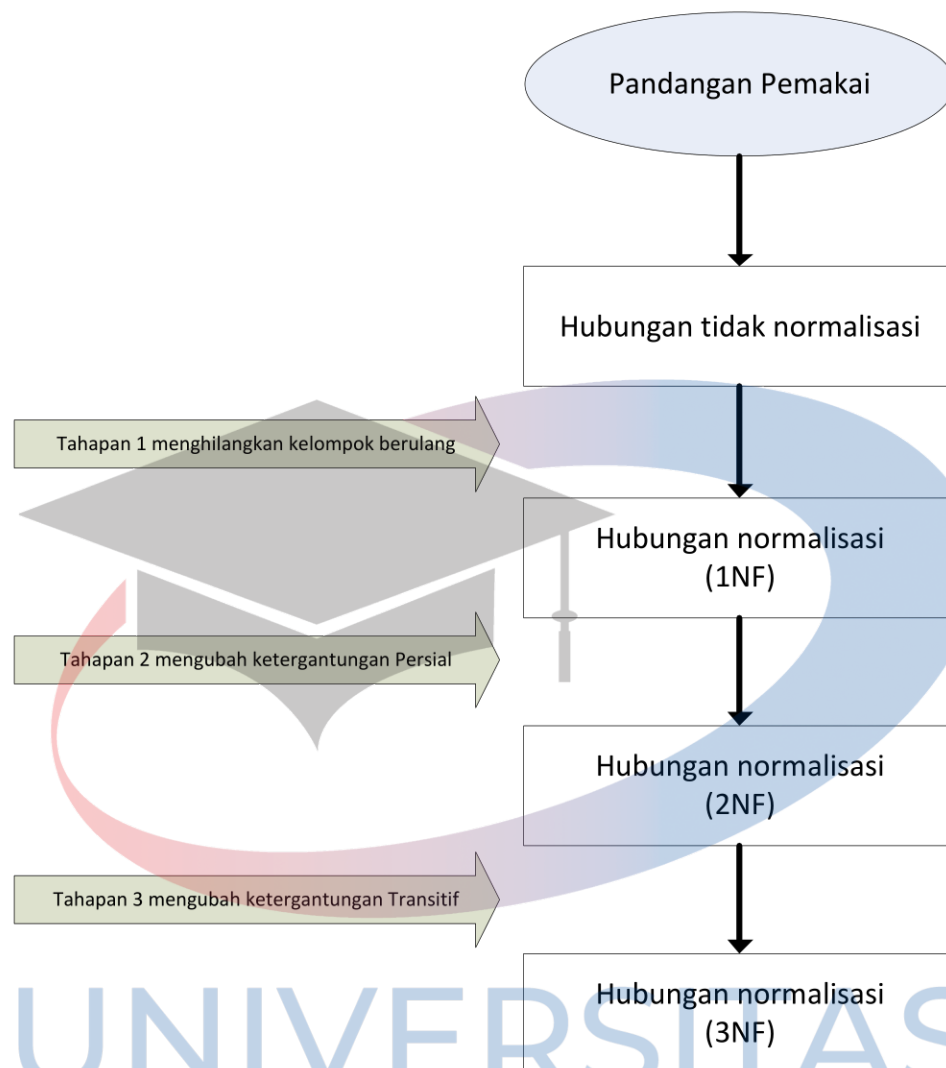 Pandangan Pemakai
Hubungan tidak normalisasi
Tahapan 1 menghilangkan kelompok berulang
Hubungan normalisasi
(1NF)
Tahapan 2 mengubah ketergantungan Persial
Hubungan normalisasi
(2NF)
Tahapan 3 mengubah ketergantungan Transitif
Hubungan normalisasi
(3NF)
UNIVERSITAS